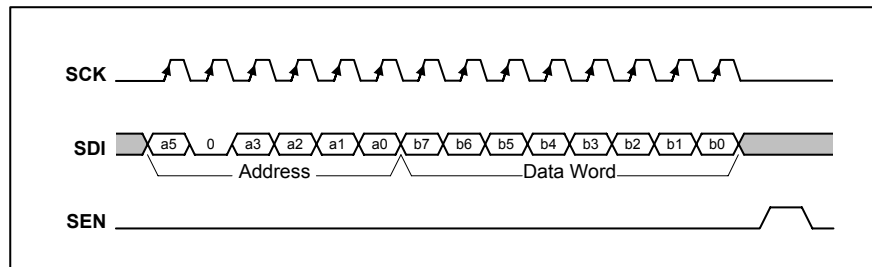 SCK
SDI a5 0 a3 a2 a1 a0 b7 b6 b5 b4 b3 b2 b1 b0
Address Data Word
SEN